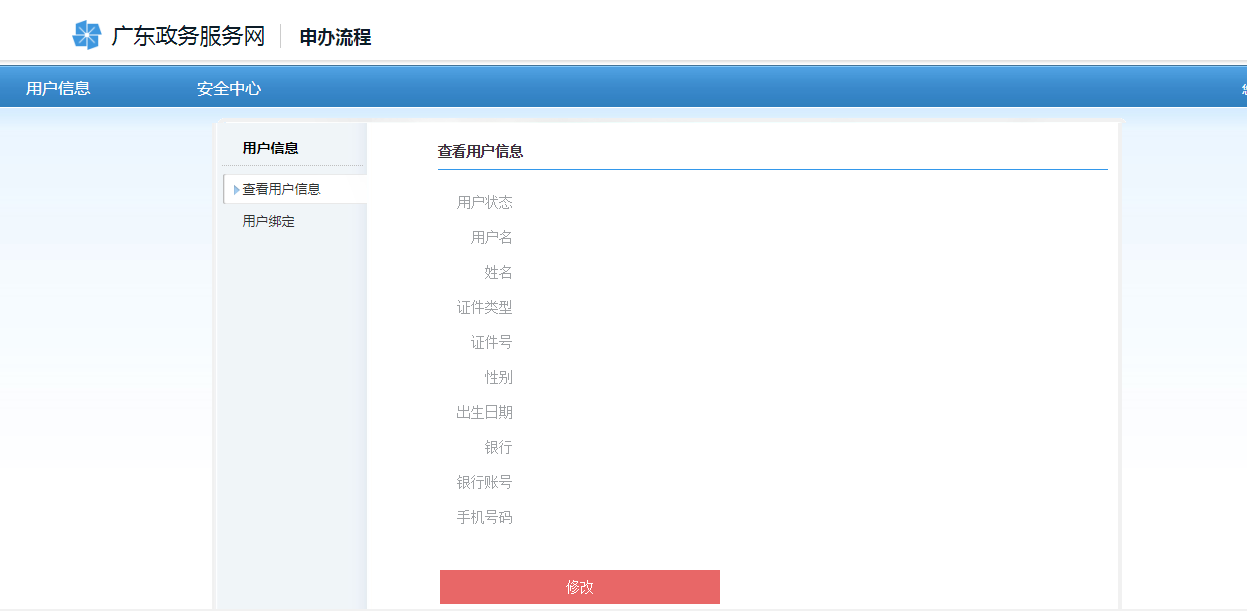 广东政务服务网 申办流程
用户信息 安全中心
用户信息
查看用户信息
用户绑定
查看用户信息
用户状态
用户名
姓名
证件类型
证件号
性别
出生日期
银行
银行账号
手机号码
修改